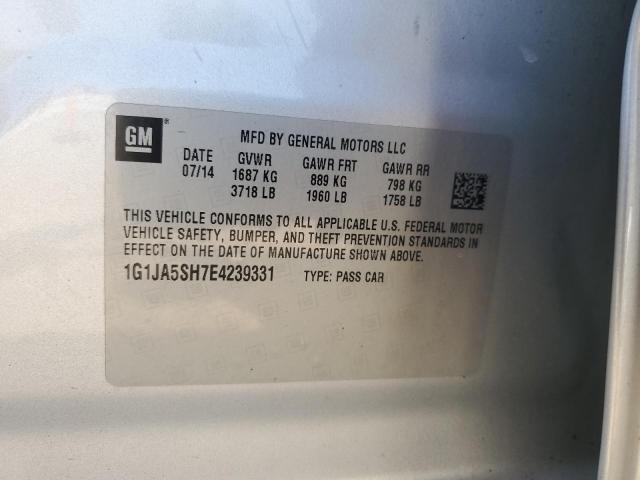 GM ®
MFD BY GENERAL MOTORS LLC
DATE GVWR GAWR FRT GAWR RR
07/14 1687 KG 889 KG 798 KG
3718 LB 1960 LB 1758 LB
THIS VEHICLE CONFORMS TO ALL APPLICABLE U.S. FEDERAL MOTOR
VEHICLE SAFETY, BUMPER, AND THEFT PREVENTION STANDARDS IN
EFFECT ON THE DATE OF MANUFACTURE SHOWN ABOVE.
1G1JA5SH7E4239331 TYPE: PASS CAR